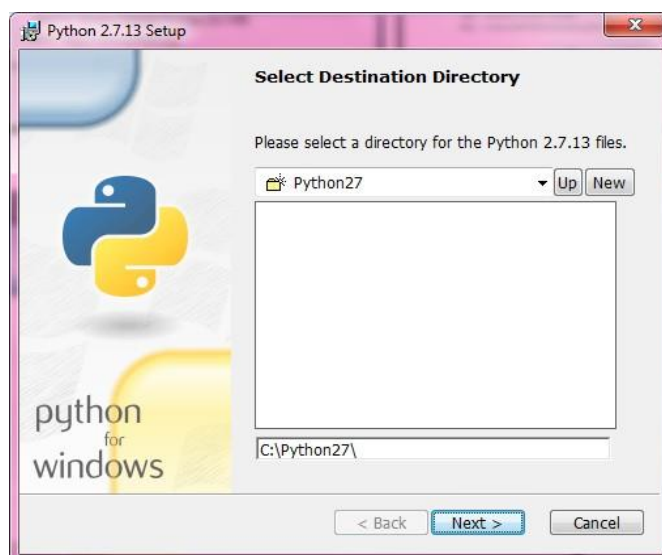 Python 2.7.13 Setup
Select Destination Directory
Please select a directory for the Python 2.7.13 files.
Python27
Up
New
C:\Python27\
python
for
windows
< Back
Next >
Cancel